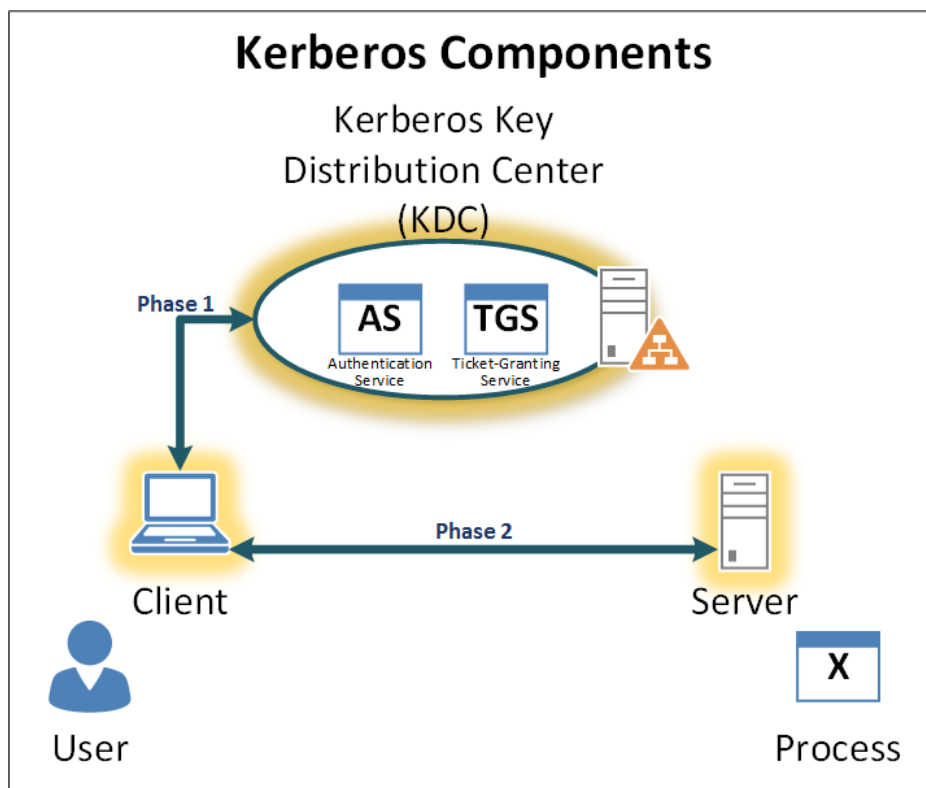 Kerberos Components
Kerberos Key
Distribution Center
(KDC)
Phase 1
AS
TGS
Authentication
Service
Ticket-Granting
Service
Phase 2
Client
Server
X
User
Process